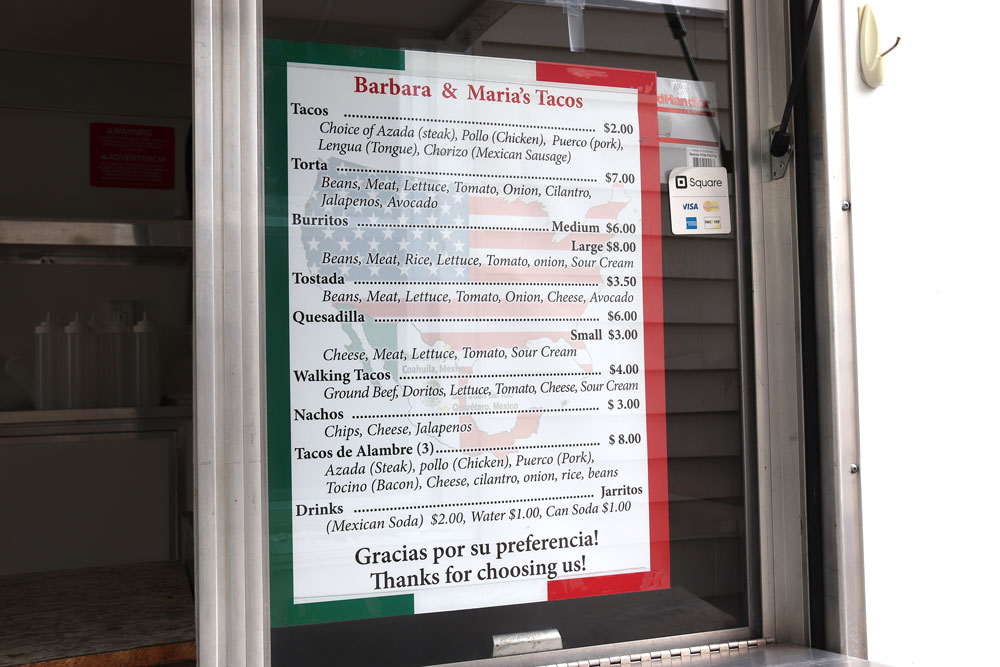 Barbara & Maria's Tacos
Tacos ........................ $2.00
Choice of Azada (steak), Pollo (Chicken), Puerco (pork),
Lengua (Tongue), Chorizo (Mexican Sausage)
Torta ........................ $7.00
Beans, Meat, Lettuce, Tomato, Onion, Cilantro,
Jalapenos, Avocado
Burritos ........................ Medium $6.00
Large $8.00
Beans, Meat, Rice, Lettuce, Tomato, onion, Sour Cream
Tostada ........................ $3.50
Beans, Meat, Lettuce, Tomato, Onion, Cheese, Avocado
Quesadilla ........................ $6.00
Small $3.00
Cheese, Meat, Lettuce, Tomato, Sour Cream
Coahuila, Mexico
Walking Tacos ........................ $4.00
Ground Beef, Doritos, Lettuce, Tomato, Cheese, Sour Cream
Queretaro, Mexico
Nachos ........................ $ 3.00
Chips, Cheese, Jalapenos
Tacos de Alambre (3)........................ $ 8.00
Azada (Steak), pollo (Chicken), Puerco (Pork),
Tocino (Bacon), Cheese, cilantro, onion, rice, beans
Drinks ........................ Jarritos
(Mexican Soda) $2.00, Water $1.00, Can Soda $1.00
Gracias por su preferencia!
Thanks for choosing us!
WARNING
ADVERTENCIA
Square
VISA